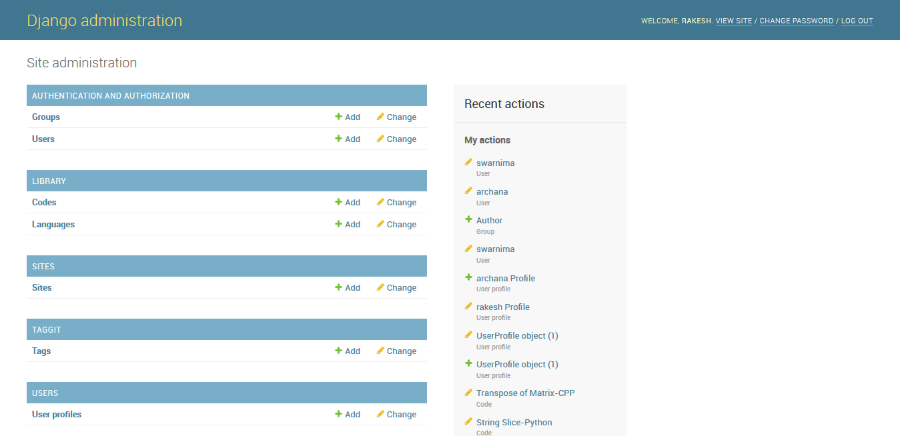 Django administration
WELCOME, RAKESH. VIEW SITE / CHANGE PASSWORD / LOG OUT
Site administration
AUTHENTICATION AND AUTHORIZATION
Groups Add Change
Users Add Change
LIBRARY
Codes Add Change
Languages Add Change
SITES
Sites Add Change
TAGGIT
Tags Add Change
USERS
User profiles Add Change
Recent actions
My actions
swarnima
User
archana
User
Author
Group
swarnima
User
archana Profile
User profile
rakesh Profile
User profile
UserProfile object (1)
User profile
UserProfile object (1)
User profile
Transpose of Matrix-CPP
Code
String Slice-Python
Code